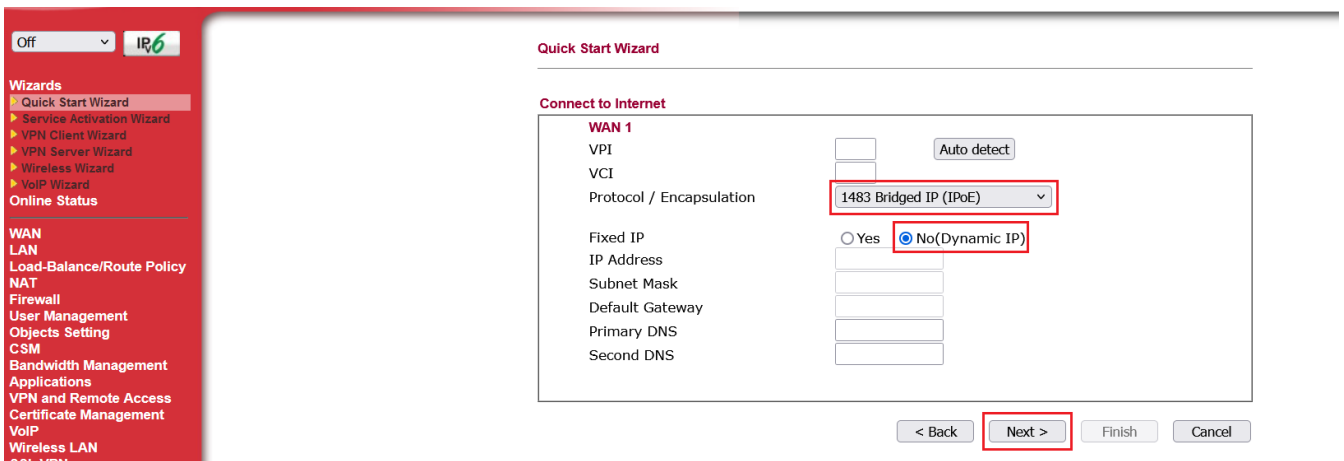 Off
IPv6
Wizards
Quick Start Wizard
Service Activation Wizard
VPN Client Wizard
VPN Server Wizard
Wireless Wizard
VoIP Wizard
Online Status
WAN
LAN
Load-Balance/Route Policy
NAT
Firewall
User Management
Objects Setting
CSM
Bandwidth Management
Applications
VPN and Remote Access
Certificate Management
VoIP
Wireless LAN
Quick Start Wizard
Connect to Internet
WAN 1
VPI Auto detect
VCI
Protocol / Encapsulation 1483 Bridged IP (IPoE)
Fixed IP Yes No(Dynamic IP)
IP Address
Subnet Mask
Default Gateway
Primary DNS
Second DNS
< Back Next > Finish Cancel